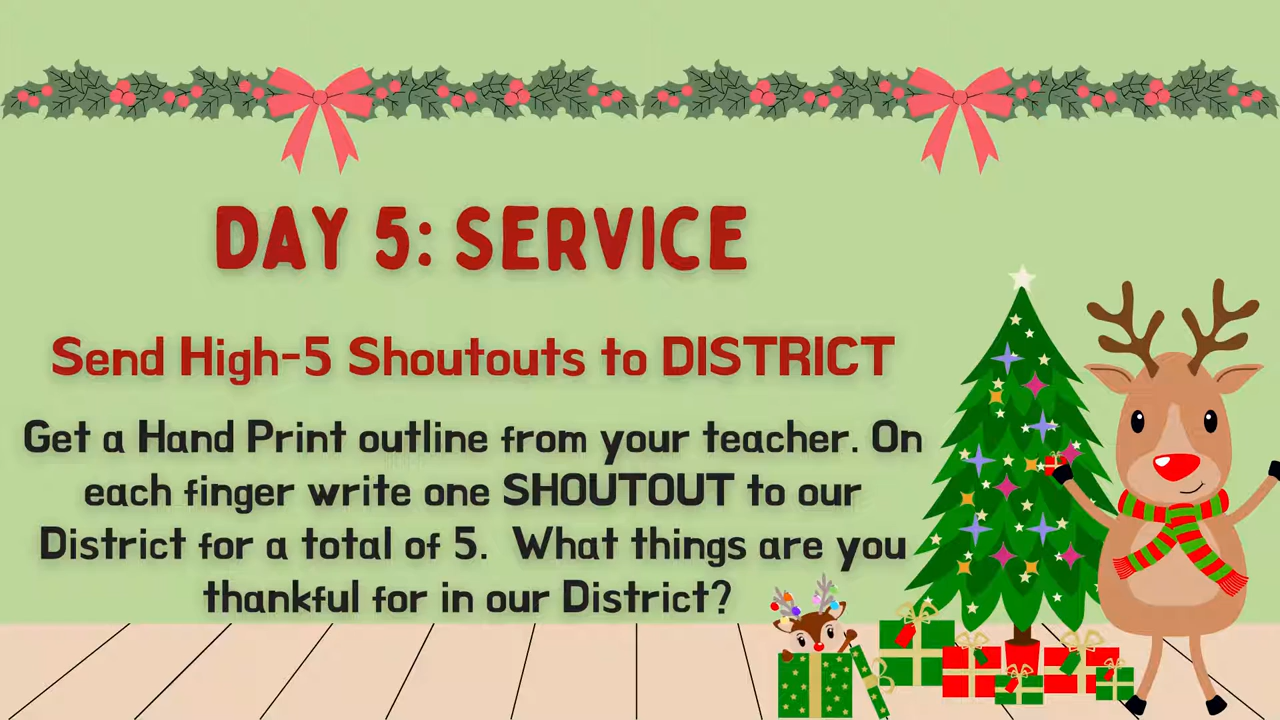 DAY 5: SERVICE
Send High-5 Shoutouts to DISTRICT
Get a Hand Print outline from your teacher. On
each finger write one SHOUTOUT to our
District for a total of 5.  What things are you
thankful for in our District?